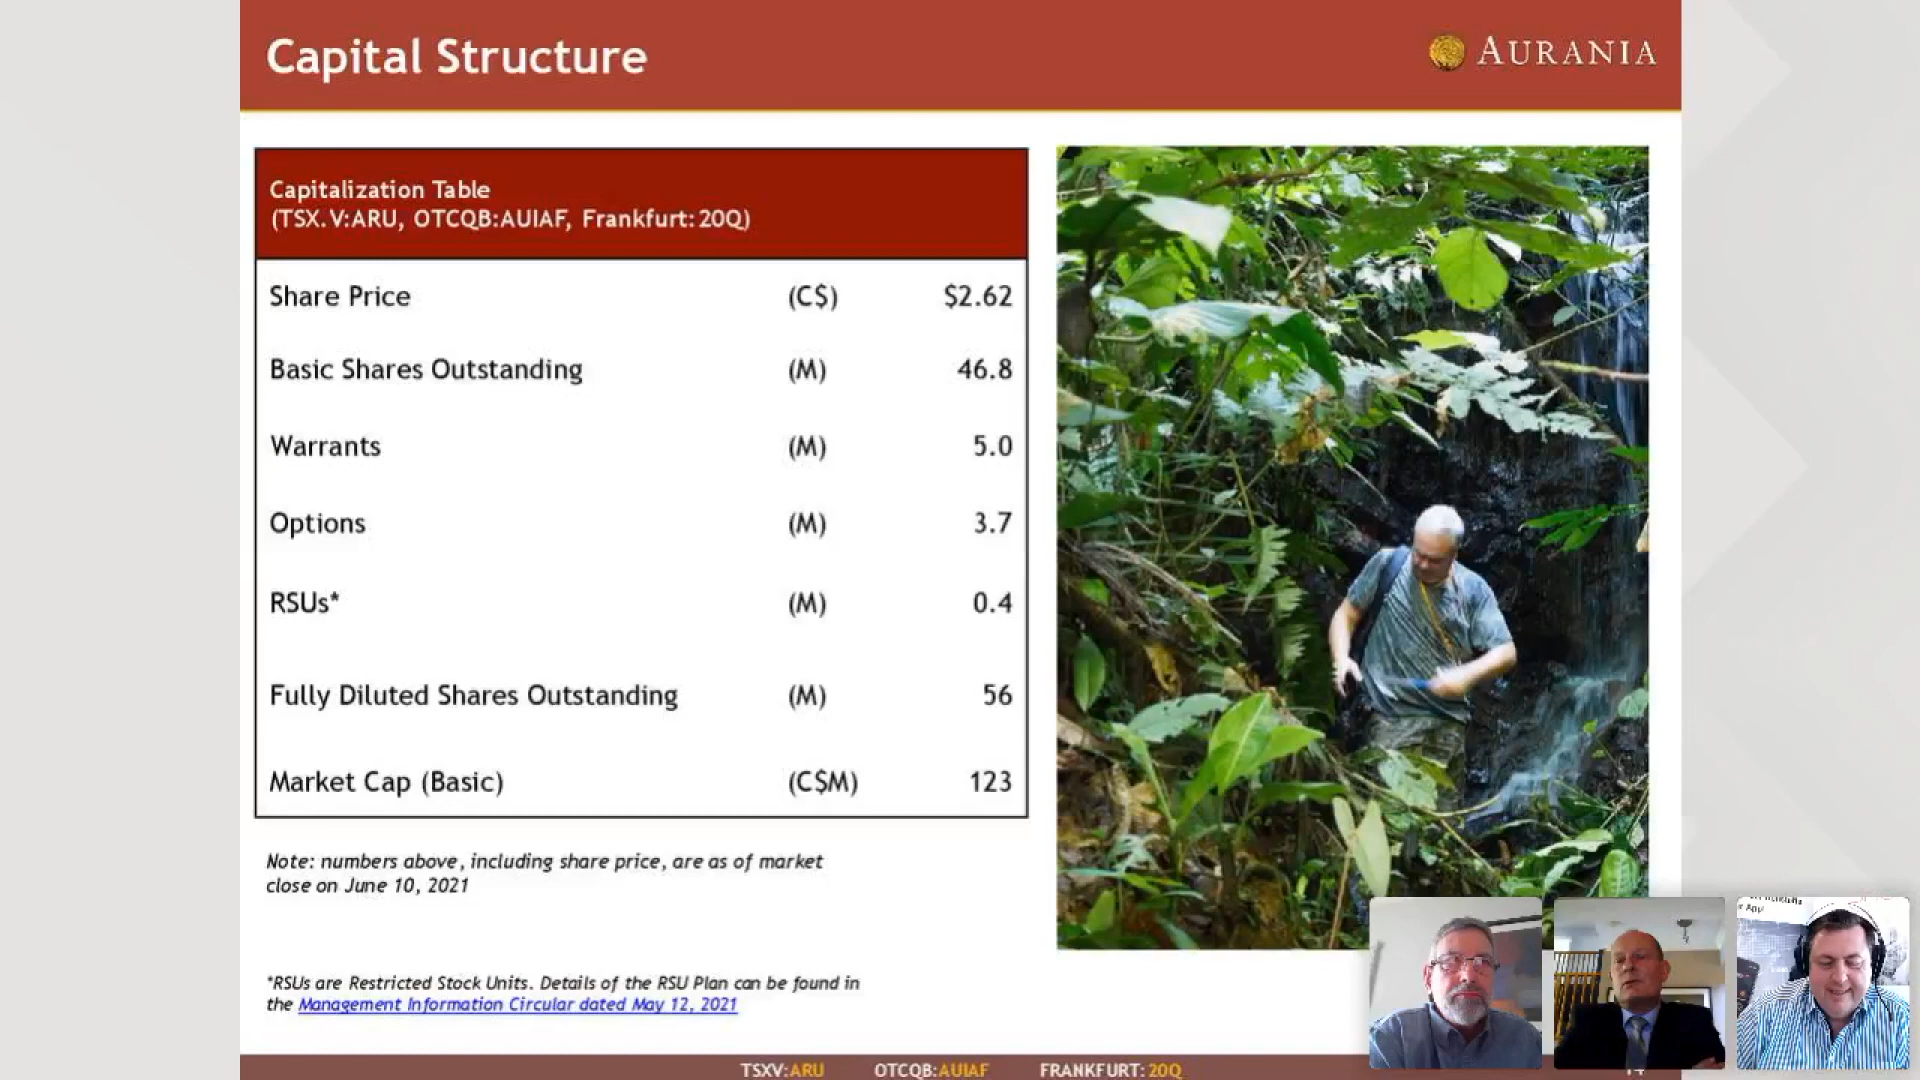 Capital Structure
AURANIA
Capitalization Table
(TSX.V:ARU, OTCQB:AUIAF, Frankfurt:20Q)
Share Price (C$) $2.62
Basic Shares Outstanding (M) 46.8
Warrants (M) 5.0
Options (M) 3.7
RSUs* (M) 0.4
Fully Diluted Shares Outstanding (M) 56
Market Cap (Basic) (C$M) 123
Note: numbers above, including share price, are as of market
close on June 10, 2021
*RSUs are Restricted Stock Units. Details of the RSU Plan can be found in
the Management Information Circular dated May 12, 2021
App!
TSXV:ARU OTCQB:AUIAF FRANKFURT:20Q